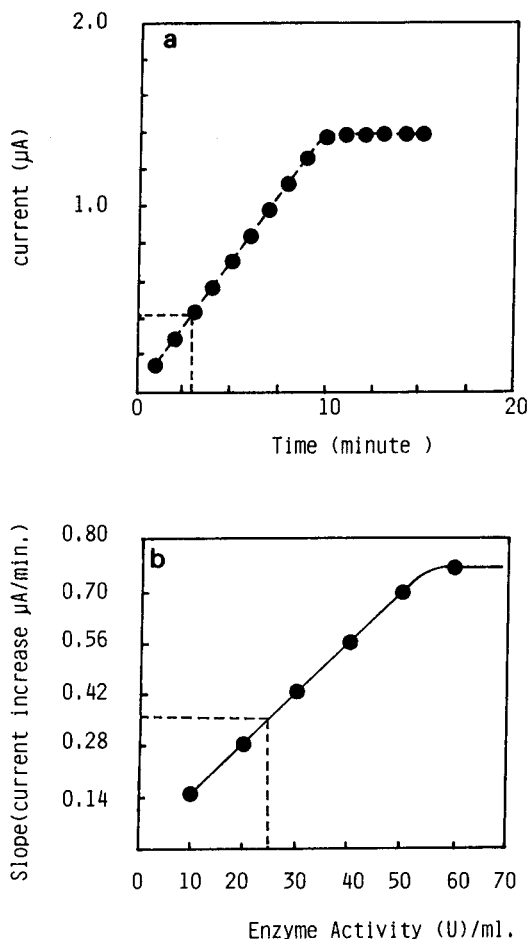 2.0
a
1.0
current (µA)
0
10
20
Time (minute )
0.80
b
0.70
0.56
0.42
0.28
0.14
Slope(current increase µA/min.)
0 10 20 30 40 50 60 70
Enzyme Activity (U)/ml.